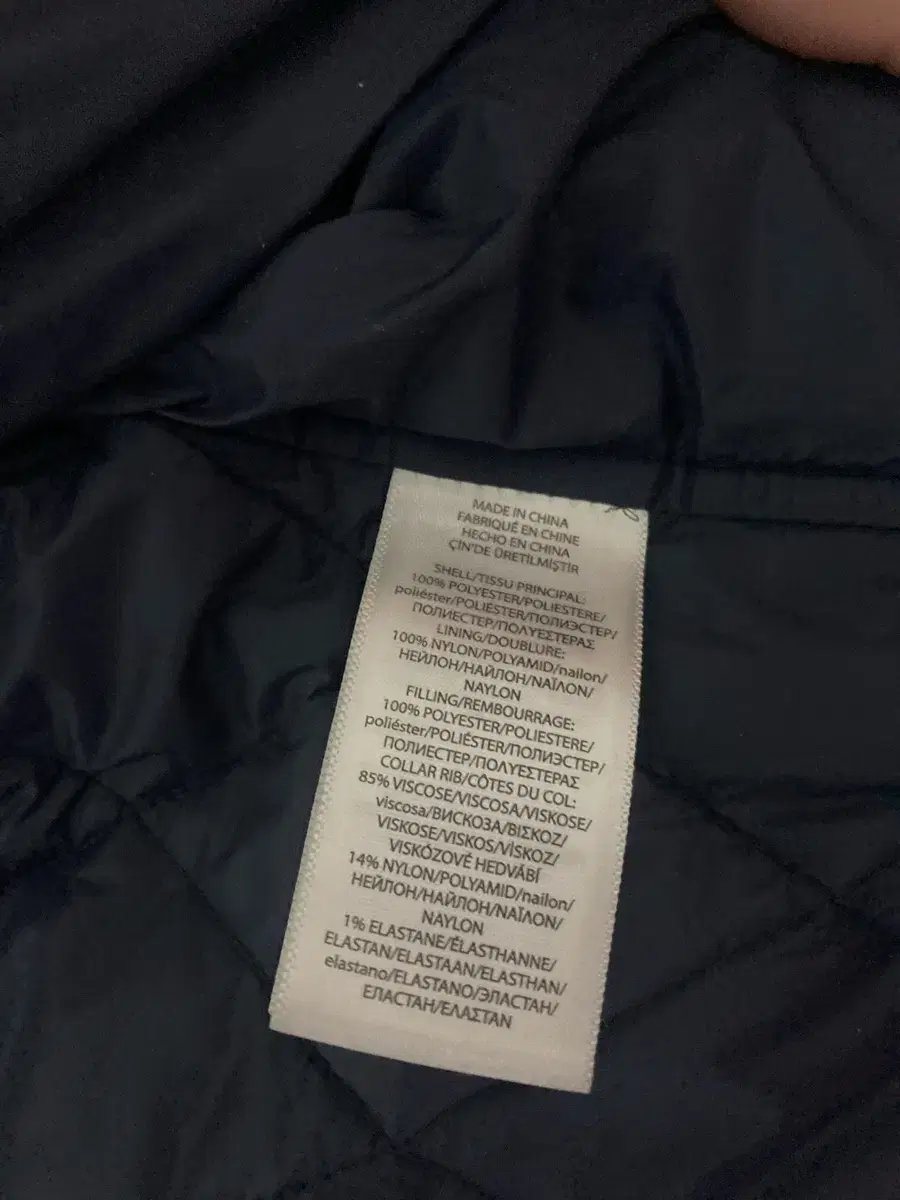 MADE IN CHINA
FABRIQUÉ EN CHINE
HECHO EN CHINA
ÇİN'DE ÜRETİLMİŞTİR
SHELL/TISSU PRINCIPAL:
100% POLYESTER/POLIESTERE/
poliéster/POLIÉSTER/ПОЛИЭСТЕР/
ПОЛИЕСТЕР/ΠΟΛΥΕΣΤΕΡΑΣ
LINING/DOUBLURE:
100% NYLON/POLYAMID/nailon/
НЕЙЛОН/НАЙЛОН/ΝΑΪΛΟΝ/
NAYLON
FILLING/REMBOURRAGE:
100% POLYESTER/POLIESTERE/
poliéster/POLIÉSTER/ПОЛИЭСТЕР/
ПОЛИЕСТЕР/ΠΟΛΥΕΣΤΕΡΑΣ
COLLAR RIB/CÔTES DU COL:
85% VISCOSE/VISCOSA/VISKOSE/
viscosa/ВИСКОЗА/ΒΙΣΚΟΖ/
VISKOSE/VISKOS/VİSKOZ/
VISKÓZOVÉ HEDVÁBÍ
14% NYLON/POLYAMID/nailon/
НЕЙЛОН/НАЙЛОН/ΝΑΪΛΟΝ/
NAYLON
1% ELASTANE/ÉLASTHANNE/
ELASTAN/ELASTAAN/ELASTHAN/
elastano/ELASTANO/ЭЛАСТАН/
ЕЛАСТАН/ΕΛΑΣΤΑΝ